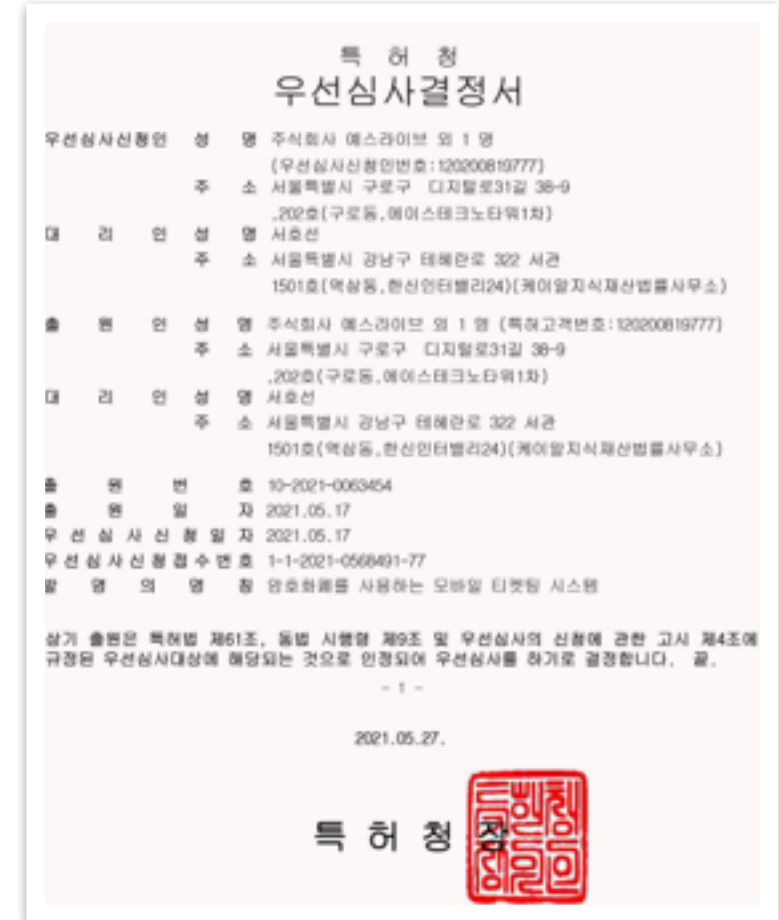 특 허 청
우선심사결정서
우선심사신청인 성 명 주식회사 예스라이브 외 1 명
(우선심사신청인번호:120200819777)
주 소 서울특별시 구로구 디지털로31길 38-9
,202호(구로동,에이스테크노타워1차)
대 리 인 성 명 서호선
주 소 서울특별시 강남구 테헤란로 322 서관
1501호(역삼동,한신인터밸리24)(케이알지식재산법률사무소)
출 원 인 성 명 주식회사 예스라이브 외 1 명 (특허고객번호:120200819777)
주 소 서울특별시 구로구 디지털로31길 38-9
,202호(구로동,에이스테크노타워1차)
대 리 인 성 명 서호선
주 소 서울특별시 강남구 테헤란로 322 서관
1501호(역삼동,한신인터밸리24)(케이알지식재산법률사무소)
출 원 번 호 10-2021-0063454
출 원 일 자 2021.05.17
우 선 심 사 신 청 일 자 2021.05.17
우 선 심 사 신 청 접 수 번 호 1-1-2021-0568491-77
발 명 의 명 칭 암호화폐를 사용하는 모바일 티켓팅 시스템
상기 출원은 특허법 제61조, 동법 시행령 제9조 및 우선심사의 신청에 관한 고시 제4조에
규정된 우선심사대상에 해당되는 것으로 인정되어 우선심사를 하기로 결정합니다. 끝.
- 1 -
2021.05.27.
특 허 청 장